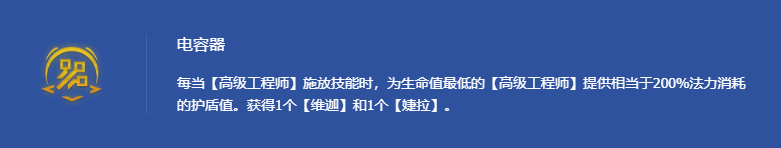 电容器
每当【高级工程师】施放技能时，为生命值最低的【高级工程师】提供相当于200%法力消耗
的护盾值。获得1个【维迦】和1个【婕拉】。